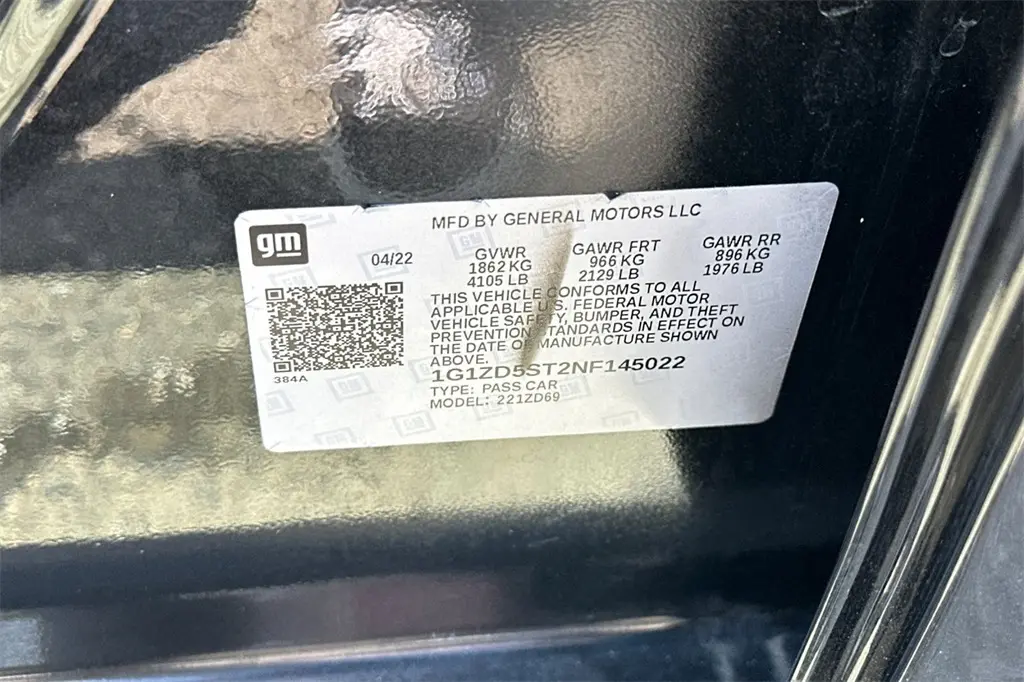 MFD BY GENERAL MOTORS LLC
gm
04/22
GVWR
1862 KG
4105 LB
GAWR FRT
966 KG
2129 LB
GAWR RR
896 KG
1976 LB
THIS VEHICLE CONFORMS TO ALL
APPLICABLE U.S. FEDERAL MOTOR
VEHICLE SAFETY, BUMPER, AND THEFT
PREVENTION STANDARDS IN EFFECT ON
THE DATE OF MANUFACTURE SHOWN
ABOVE.
384A
1G1ZD5ST2NF145022
TYPE: PASS CAR
MODEL: 221ZD69